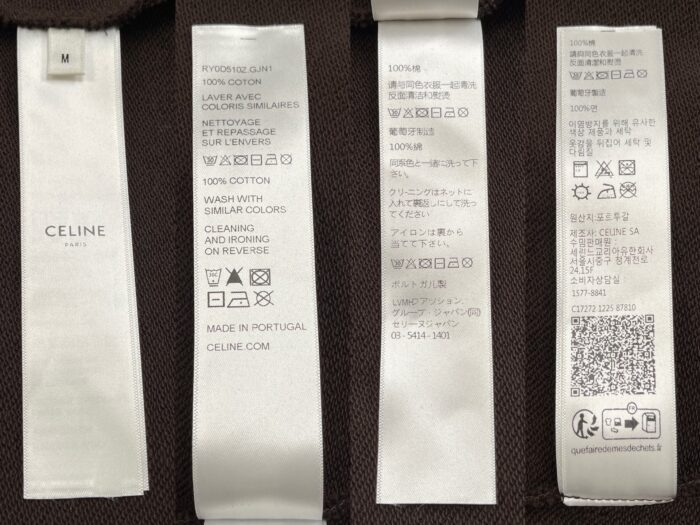 M
CELINE
PARIS
RY0D510Z GJN1
100% COTON
LAVER AVEC
COLORIS SIMILAIRES
NETTOYAGE
ET REPASSAGE
SUR L'ENVERS
100% COTTON
WASH WITH
SIMILAR COLORS
CLEANING
AND IRONING
ON REVERSE
MADE IN PORTUGAL
CELINE.COM
100%棉
请与同色衣服一起清洗
反面清洁和熨烫
葡萄牙制造
100%綿
同系色と一緒に洗って下
さい。
クリーニングはネットに
入れて裏返しにして洗っ
てください
アイロンは裏から
当てて下さい。
ポルトガル製
LVMHファッション.
グループ・ジャパン(同)
セリーヌジャパン
03-5414-1401
100%棉
請與同色衣服一起清洗
反面清潔和熨燙
葡萄牙製造
100%면
이염방지를 위해 유사한
색상 제품과 세탁
옷감을 뒤집어 세탁 및
다림질
원산지:포르투갈
제조사: CELINE SA
수입판매원 :
세린느코리아유한회사
서울시중구 청계천로
24,15F
소비자상담실 :
1577-8841
C17272 1225 87810
FR
quefairedemesdechets.fr